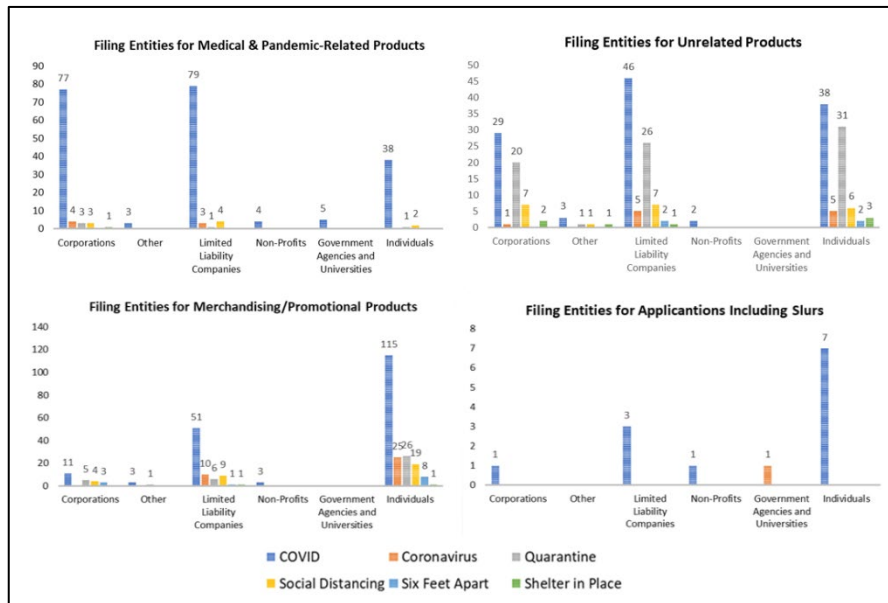 Filing Entities for Medical & Pandemic-Related Products
90
80
70
60
50
40
30
20
10
0
77
4
3
3
1
3
79
3
1
4
4
5
38
1
2
Corporations
Other
Limited
Liability
Companies
Non-Profits
Government
Agencies and
Universities
Individuals
Filing Entities for Unrelated Products
50
45
40
35
30
25
20
15
10
5
0
29
1
20
7
2
3
1
1
1
46
5
26
7
2
1
2
38
5
31
6
2
3
Corporations
Other
Limited
Liability
Companies
Non-Profits
Government
Agencies and
Universities
Individuals
Filing Entities for Merchandising/Promotional Products
140
120
100
80
60
40
20
0
11
5
4
3
3
1
51
10
6
9
1
1
3
115
25
26
19
8
1
Corporations
Other
Limited
Liability
Companies
Non-Profits
Government
Agencies and
Universities
Individuals
Filing Entities for Applicantions Including Slurs
8
7
6
5
4
3
2
1
0
1
3
1
1
7
Corporations
Other
Limited
Liability
Companies
Non-Profits
Government
Agencies and
Universities
Individuals
COVID
Coronavirus
Quarantine
Social Distancing
Six Feet Apart
Shelter in Place